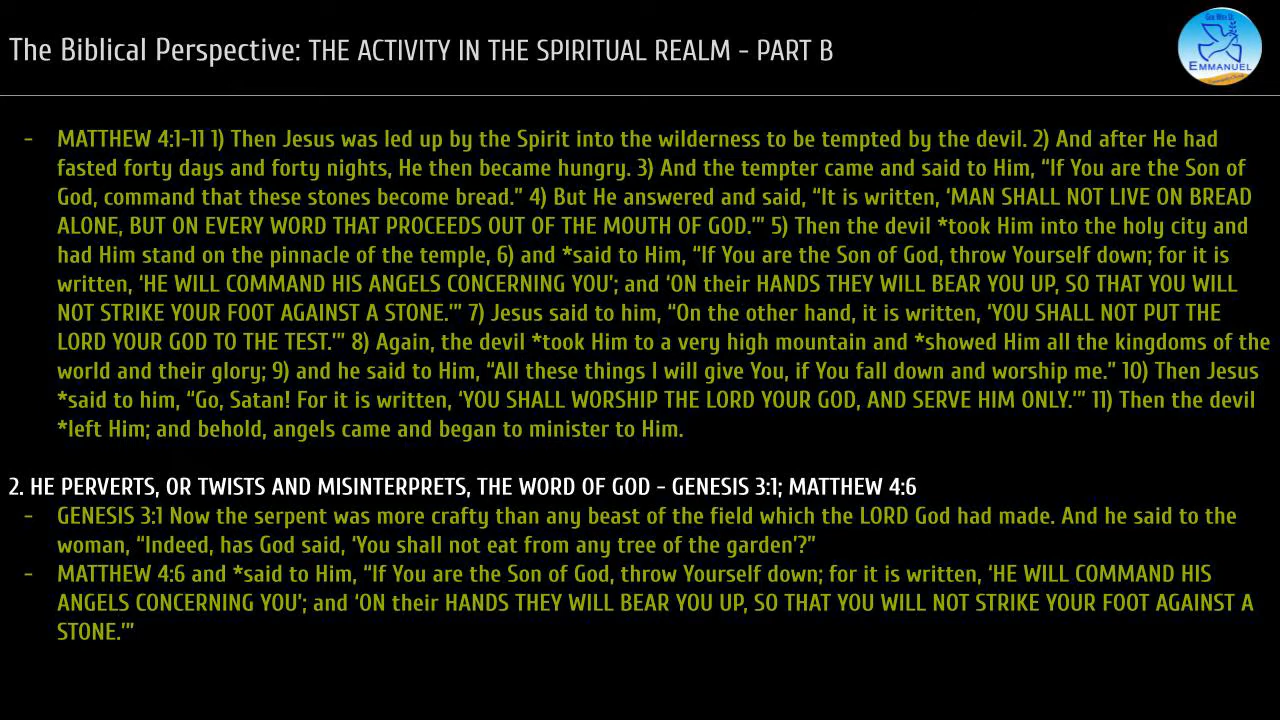 The Biblical Perspective: THE ACTIVITY IN THE SPIRITUAL REALM - PART B
GOD WITH US
EMMANUEL
- MATTHEW 4:1-11 1) Then Jesus was led up by the Spirit into the wilderness to be tempted by the devil. 2) And after He had
fasted forty days and forty nights, He then became hungry. 3) And the tempter came and said to Him, “If You are the Son of
God, command that these stones become bread.” 4) But He answered and said, “It is written, ‘MAN SHALL NOT LIVE ON BREAD
ALONE, BUT ON EVERY WORD THAT PROCEEDS OUT OF THE MOUTH OF GOD.’” 5) Then the devil *took Him into the holy city and
had Him stand on the pinnacle of the temple, 6) and *said to Him, “If You are the Son of God, throw Yourself down; for it is
written, ‘HE WILL COMMAND HIS ANGELS CONCERNING YOU’; and ‘ON their HANDS THEY WILL BEAR YOU UP, SO THAT YOU WILL
NOT STRIKE YOUR FOOT AGAINST A STONE.’” 7) Jesus said to him, “On the other hand, it is written, ‘YOU SHALL NOT PUT THE
LORD YOUR GOD TO THE TEST.’” 8) Again, the devil *took Him to a very high mountain and *showed Him all the kingdoms of the
world and their glory; 9) and he said to Him, “All these things I will give You, if You fall down and worship me.” 10) Then Jesus
*said to him, “Go, Satan! For it is written, ‘YOU SHALL WORSHIP THE LORD YOUR GOD, AND SERVE HIM ONLY.’” 11) Then the devil
*left Him; and behold, angels came and began to minister to Him.
2. HE PERVERTS, OR TWISTS AND MISINTERPRETS, THE WORD OF GOD - GENESIS 3:1; MATTHEW 4:6
- GENESIS 3:1 Now the serpent was more crafty than any beast of the field which the LORD God had made. And he said to the
woman, “Indeed, has God said, ‘You shall not eat from any tree of the garden’?”
- MATTHEW 4:6 and *said to Him, “If You are the Son of God, throw Yourself down; for it is written, ‘HE WILL COMMAND HIS
ANGELS CONCERNING YOU’; and ‘ON their HANDS THEY WILL BEAR YOU UP, SO THAT YOU WILL NOT STRIKE YOUR FOOT AGAINST A
STONE.’”